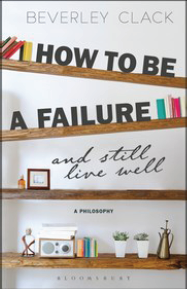 BEVERLEY CLACK
HOW TO BE
A FAILURE
and still
live well
A PHILOSOPHY
BLOOMSBURY